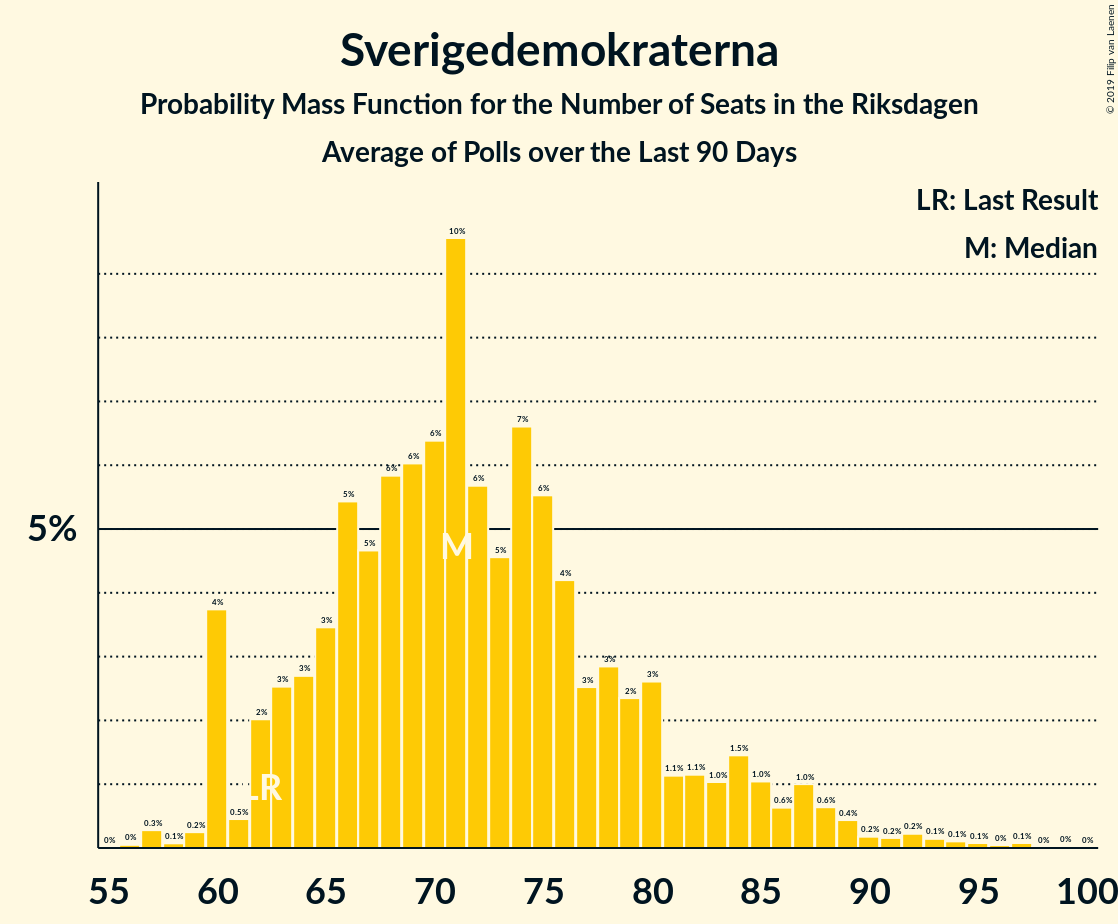 Sverigedemokraterna
Probability Mass Function for the Number of Seats in the Riksdagen
Average of Polls over the Last 90 Days
© 2019 Filip van Laenen
LR: Last Result
M: Median
5%
0% 0% 0.3% 0.1% 0.2% 4% 0.5% 2% 3% 3% 3% 5% 5% 6% 6% 6% 10% 6% 5% 7% 6% 4% 3% 3% 2% 3% 1.1% 1.1% 1.0% 1.5% 1.0% 0.6% 1.0% 0.6% 0.4% 0.2% 0.2% 0.2% 0.1% 0.1% 0.1% 0% 0.1% 0% 0% 0%
M
LR
55 60 65 70 75 80 85 90 95 100